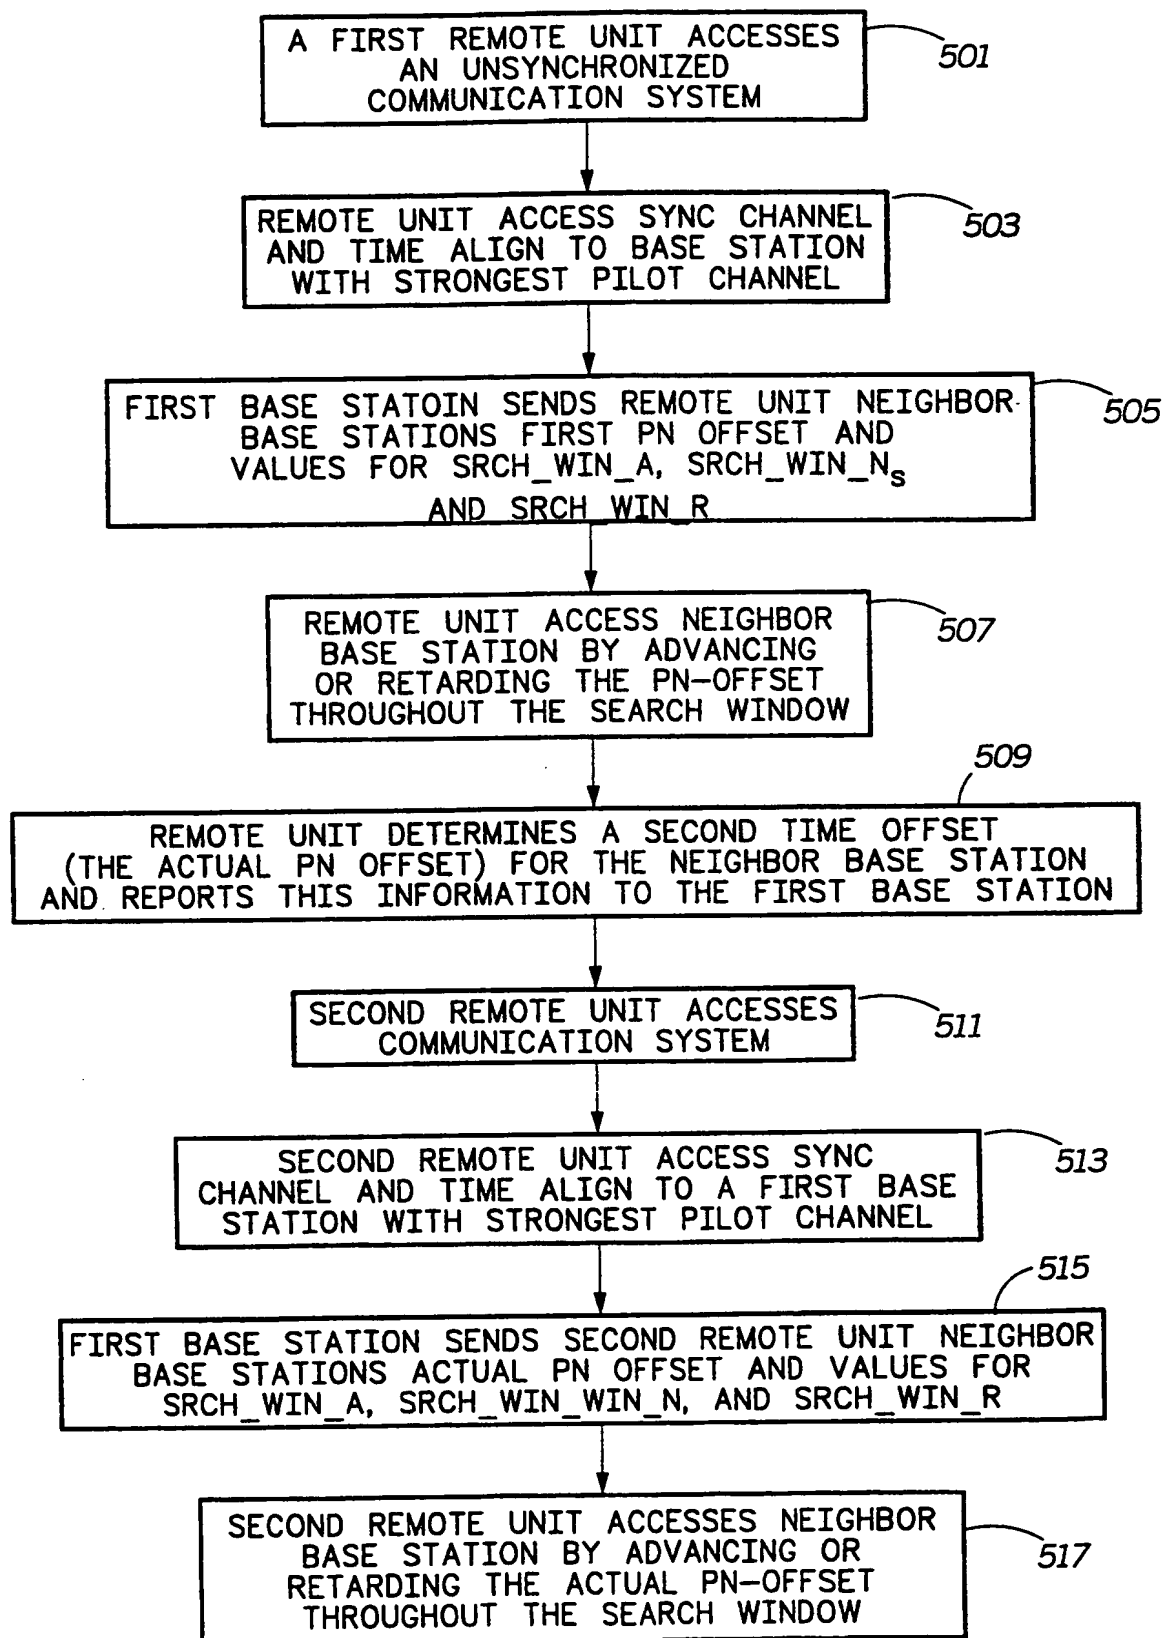 A FIRST REMOTE UNIT ACCESSES
AN UNSYNCHRONIZED
COMMUNICATION SYSTEM
501
REMOTE UNIT ACCESS SYNC CHANNEL
AND TIME ALIGN TO BASE STATION
WITH STRONGEST PILOT CHANNEL
503
FIRST BASE STATOIN SENDS REMOTE UNIT NEIGHBOR
BASE STATIONS FIRST PN OFFSET AND
VALUES FOR SRCH_WIN_A, SRCH_WIN_Ns
AND SRCH_WIN_R
505
REMOTE UNIT ACCESS NEIGHBOR
BASE STATION BY ADVANCING
OR RETARDING THE PN-OFFSET
THROUGHOUT THE SEARCH WINDOW
507
509
REMOTE UNIT DETERMINES A SECOND TIME OFFSET
(THE ACTUAL PN OFFSET) FOR THE NEIGHBOR BASE STATION
AND REPORTS THIS INFORMATION TO THE FIRST BASE STATION
SECOND REMOTE UNIT ACCESSES
COMMUNICATION SYSTEM
511
SECOND REMOTE UNIT ACCESS SYNC
CHANNEL AND TIME ALIGN TO A FIRST BASE
STATION WITH STRONGEST PILOT CHANNEL
513
515
FIRST BASE STATION SENDS SECOND REMOTE UNIT NEIGHBOR
BASE STATIONS ACTUAL PN OFFSET AND VALUES FOR
SRCH_WIN_A, SRCH_WIN_WIN_N, AND SRCH_WIN_R
SECOND REMOTE UNIT ACCESSES NEIGHBOR
BASE STATION BY ADVANCING OR
RETARDING THE ACTUAL PN-OFFSET
THROUGHOUT THE SEARCH WINDOW
517